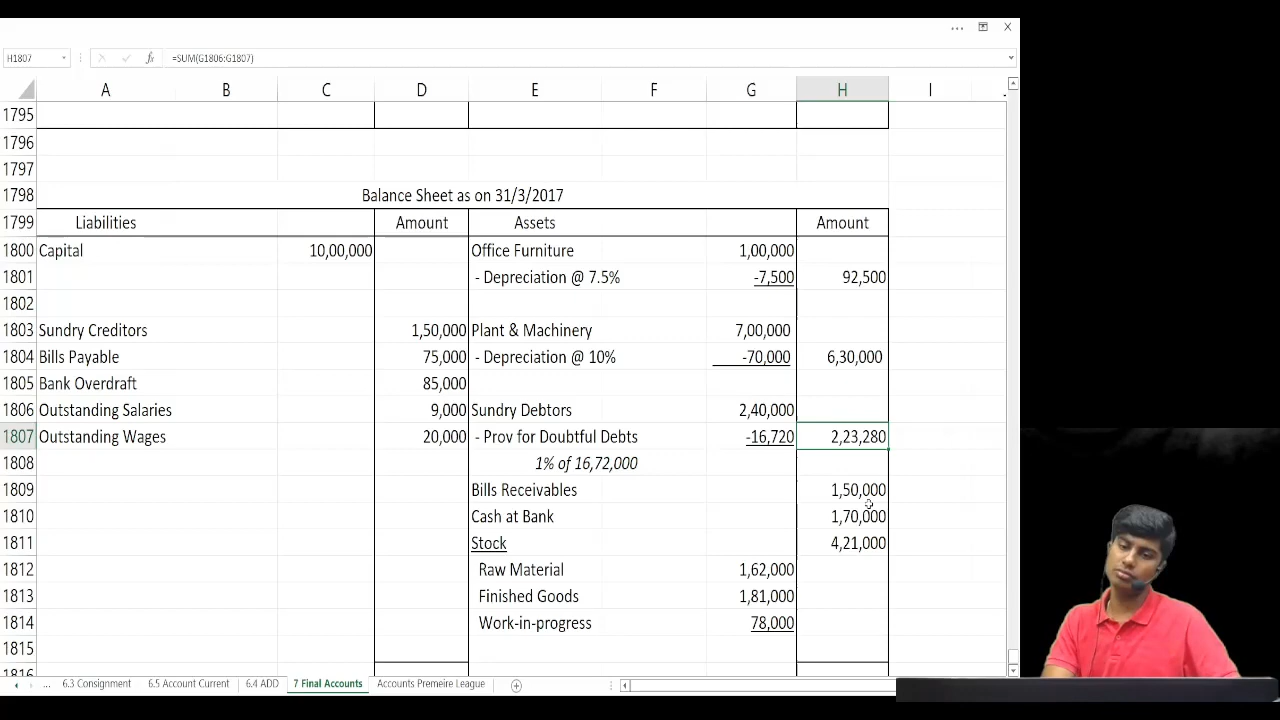 H1807 fx =SUM(G1806:G1807)
A B C D E F G H I
1795
1796
1797
1798 Balance Sheet as on 31/3/2017
1799 Liabilities Amount Assets Amount
1800 Capital 10,00,000 Office Furniture 1,00,000
1801 - Depreciation @ 7.5% -7,500 92,500
1802
1803 Sundry Creditors 1,50,000 Plant & Machinery 7,00,000
1804 Bills Payable 75,000 - Depreciation @ 10% -70,000 6,30,000
1805 Bank Overdraft 85,000
1806 Outstanding Salaries 9,000 Sundry Debtors 2,40,000
1807 Outstanding Wages 20,000 - Prov for Doubtful Debts -16,720 2,23,280
1808 1% of 16,72,000
1809 Bills Receivables 1,50,000
1810 Cash at Bank 1,70,000
1811 Stock 4,21,000
1812 Raw Material 1,62,000
1813 Finished Goods 1,81,000
1814 Work-in-progress 78,000
1815
1816
... 6.3 Consignment 6.5 Account Current 6.4 ADD 7 Final Accounts Accounts Premeire League